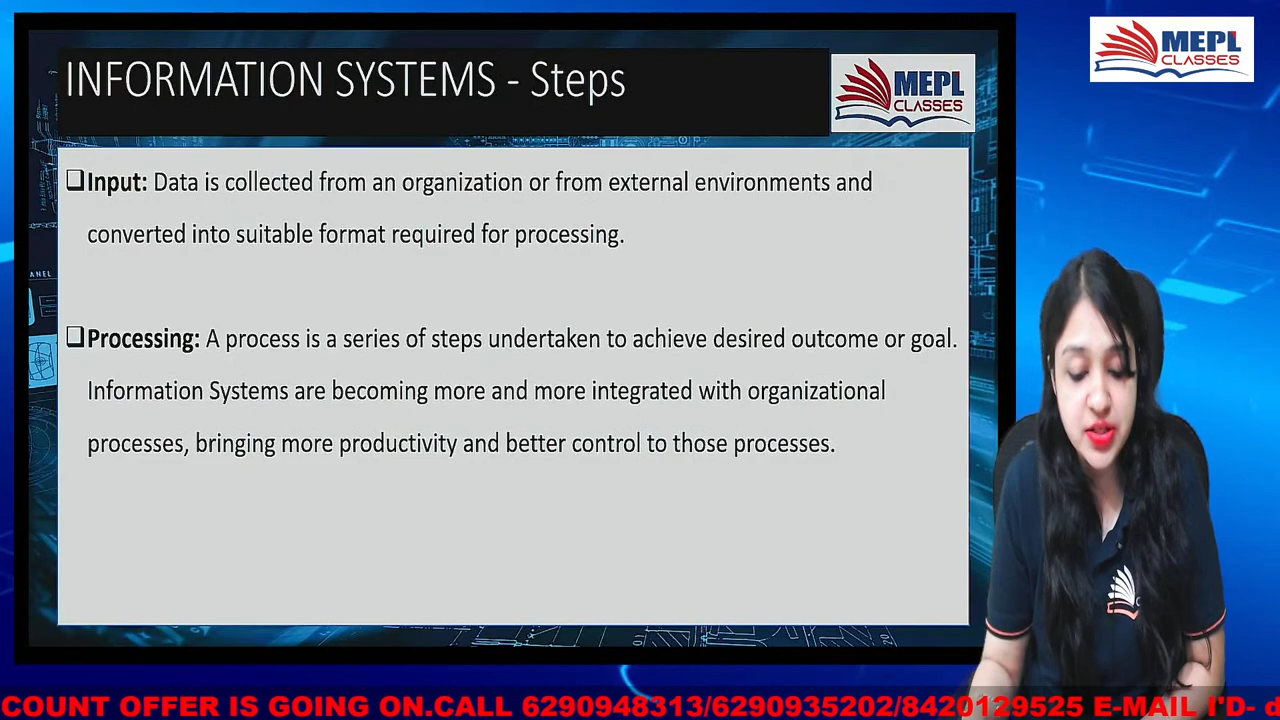 INFORMATION SYSTEMS - Steps
MEPL
CLASSES
MEPL
CLASSES
Input: Data is collected from an organization or from external environments and
converted into suitable format required for processing.
Processing: A process is a series of steps undertaken to achieve desired outcome or goal.
Information Systems are becoming more and more integrated with organizational
processes, bringing more productivity and better control to those processes.
ANEL
COUNT OFFER IS GOING ON.CALL 6290948313/6290935202/8420129525 E-MAIL I'D- d